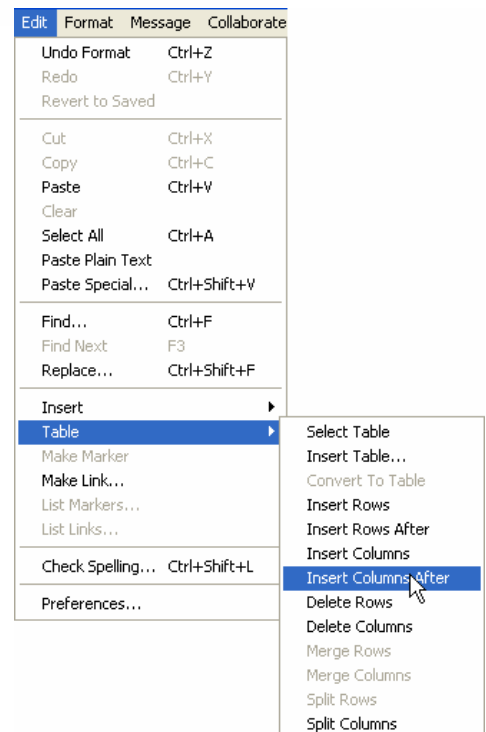 Edit Format Message Collaborate
Undo Format Ctrl+Z
Redo Ctrl+Y
Revert to Saved
Cut Ctrl+X
Copy Ctrl+C
Paste Ctrl+V
Clear
Select All Ctrl+A
Paste Plain Text
Paste Special... Ctrl+Shift+V
Find... Ctrl+F
Find Next F3
Replace... Ctrl+Shift+F
Insert
Table
Make Marker
Make Link...
List Markers...
List Links...
Check Spelling... Ctrl+Shift+L
Preferences...
Select Table
Insert Table...
Convert To Table
Insert Rows
Insert Rows After
Insert Columns
Insert Columns After
Delete Rows
Delete Columns
Merge Rows
Merge Columns
Split Rows
Split Columns